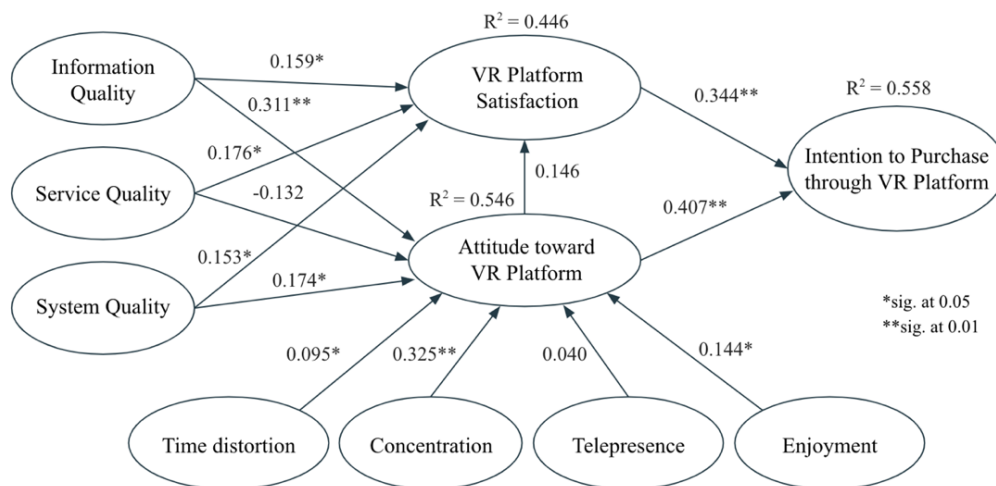 R² = 0.446
Information
Quality
0.159*
VR Platform
Satisfaction
0.344**
R² = 0.558
0.311**
0.176*
Intention to Purchase
through VR Platform
Service Quality
-0.132
0.146
R² = 0.546
0.407**
Attitude toward
VR Platform
0.153*
0.174*
System Quality
*sig. at 0.05
**sig. at 0.01
0.095*
0.325**
0.040
0.144*
Time distortion
Concentration
Telepresence
Enjoyment